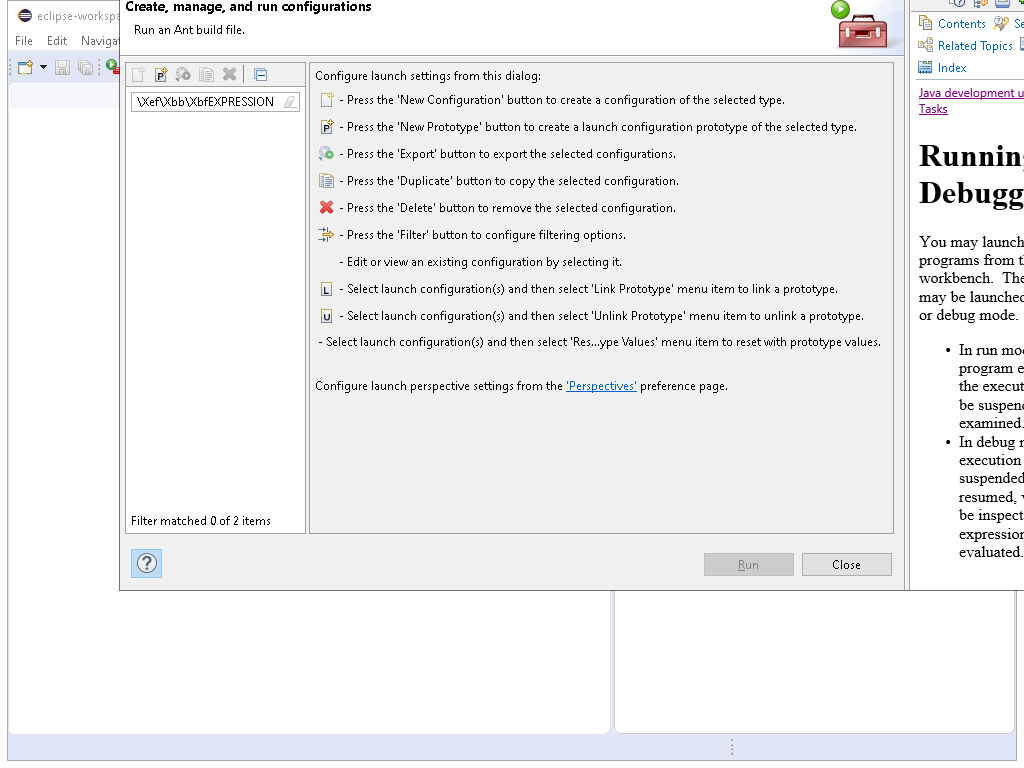 eclipse-workspa
Create, manage, and run configurations
Run an Ant build file.
File Edit Navigat
\Xef\Xbb\XbfEXPRESSION
Filter matched 0 of 2 items
Configure launch settings from this dialog:
- Press the 'New Configuration' button to create a configuration of the selected type.
- Press the 'New Prototype' button to create a launch configuration prototype of the selected type.
- Press the 'Export' button to export the selected configurations.
- Press the 'Duplicate' button to copy the selected configuration.
- Press the 'Delete' button to remove the selected configuration.
- Press the 'Filter' button to configure filtering options.
- Edit or view an existing configuration by selecting it.
L - Select launch configuration(s) and then select 'Link Prototype' menu item to link a prototype.
U - Select launch configuration(s) and then select 'Unlink Prototype' menu item to unlink a prototype.
- Select launch configuration(s) and then select 'Res...ype Values' menu item to reset with prototype values.
Configure launch perspective settings from the 'Perspectives' preference page.
Run Close
Contents Se
Related Topics
Index
Java development u
Tasks
Running
Debugg
You may launch
programs from th
workbench. The
may be launched
or debug mode.
• In run mod
program e
the execut
be suspend
examined.
• In debug m
execution
suspended
resumed, v
be inspect
expression
evaluated.